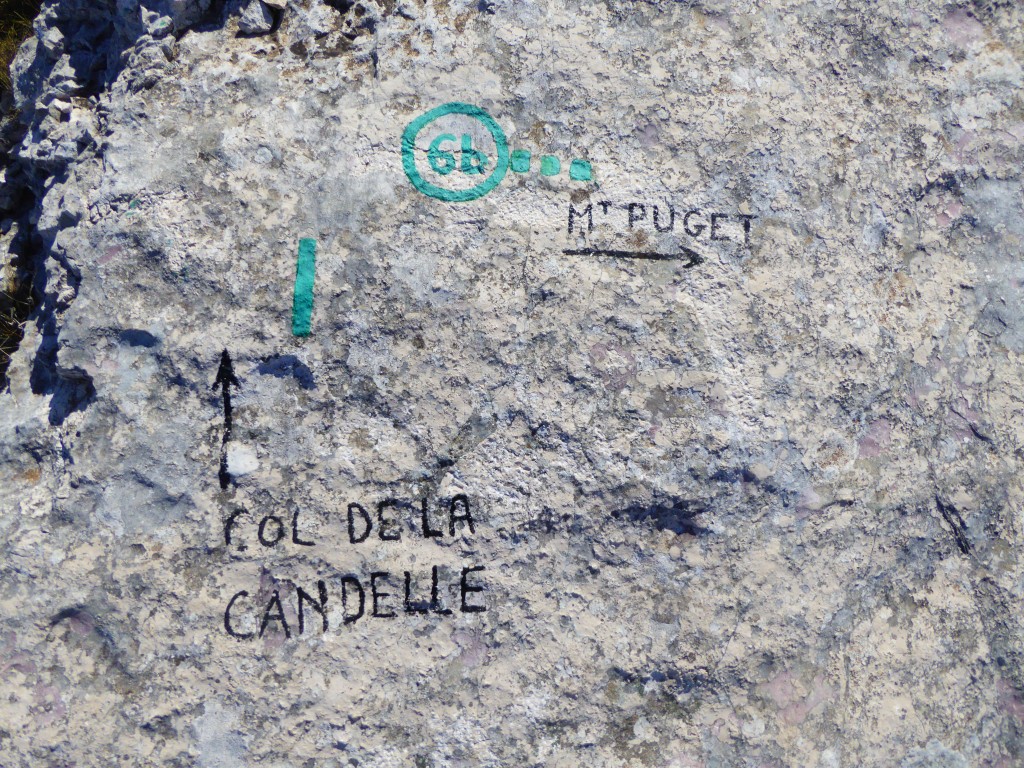 6b
Mᵀ PUGET
COL DE LA
CANDELLE